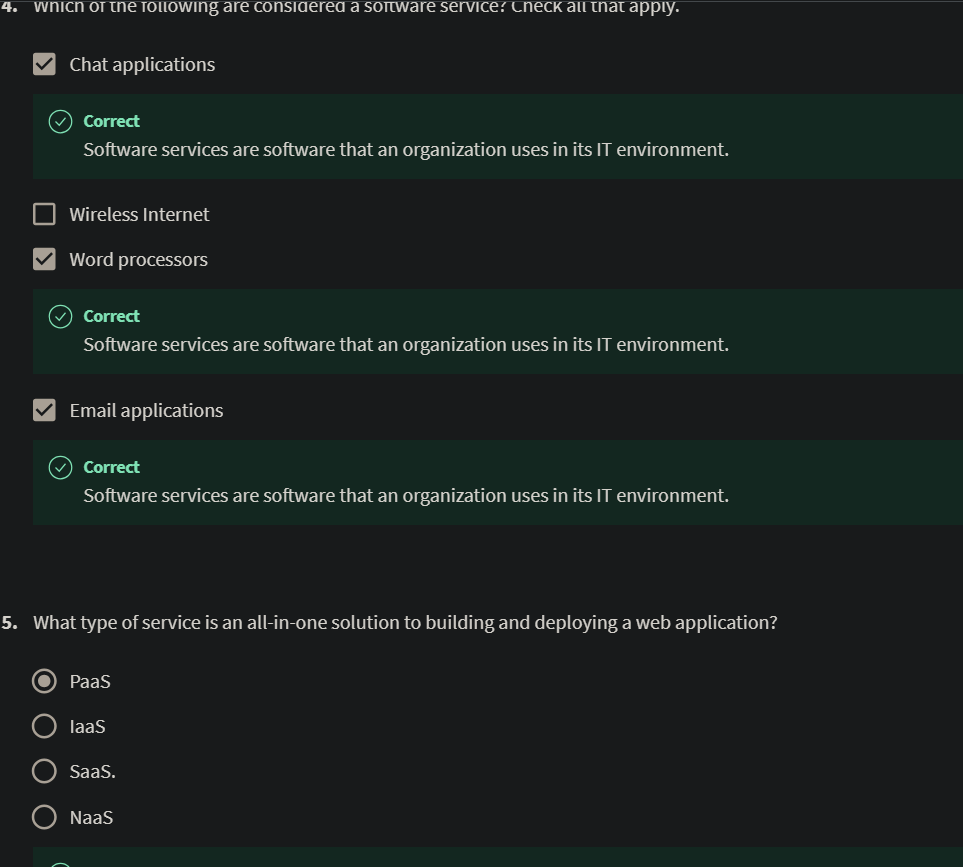 4. Which of the following are considered a software service? Check all that apply.
Chat applications
Correct
Software services are software that an organization uses in its IT environment.
Wireless Internet
Word processors
Correct
Software services are software that an organization uses in its IT environment.
Email applications
Correct
Software services are software that an organization uses in its IT environment.
5. What type of service is an all-in-one solution to building and deploying a web application?
PaaS
IaaS
SaaS.
NaaS